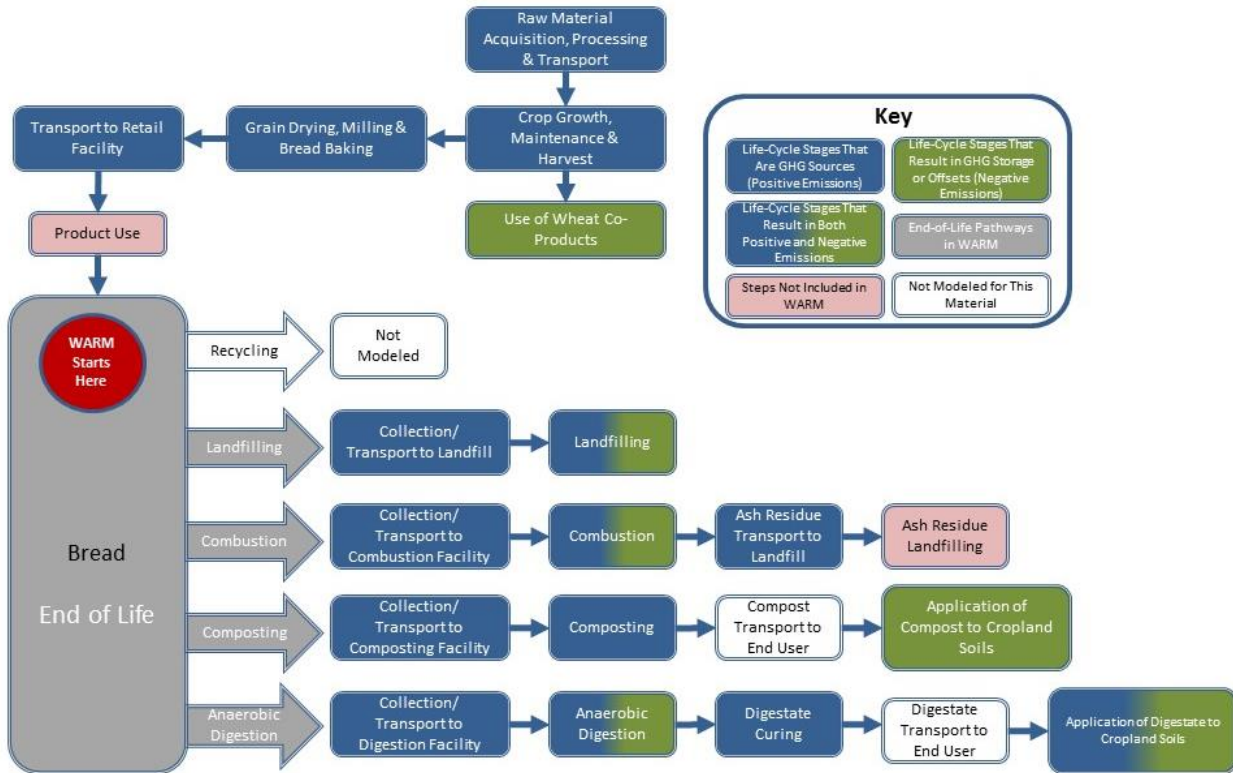 Raw Material
Acquisition, Processing
& Transport
Transport to Retail
Facility
Grain Drying, Milling &
Bread Baking
Crop Growth,
Maintenance &
Harvest
Product Use
Use of Wheat Co-
Products
Key
Life-Cycle Stages That
Are GHG Sources
(Positive Emissions)
Life-Cycle Stages That
Result in GHG Storage
or Offsets (Negative
Emissions)
Life-Cycle Stages That
Result in Both
Positive and Negative
Emissions
End-of-Life Pathways
in WARM
Steps Not Included in
WARM
Not Modeled for This
Material
WARM
Starts
Here
Bread
End of Life
Recycling
Not
Modeled
Landfilling
Collection/
Transport to Landfill
Landfilling
Combustion
Collection/
Transport to
Combustion Facility
Combustion
Ash Residue
Transport to
Landfill
Ash Residue
Landfilling
Composting
Collection/
Transport to
Composting Facility
Composting
Compost
Transport to
End User
Application of
Compost to Cropland
Soils
Anaerobic
Digestion
Collection/
Transport to
Digestion Facility
Anaerobic
Digestion
Digestate
Curing
Digestate
Transport to
End User
Application of Digestate to
Cropland Soils